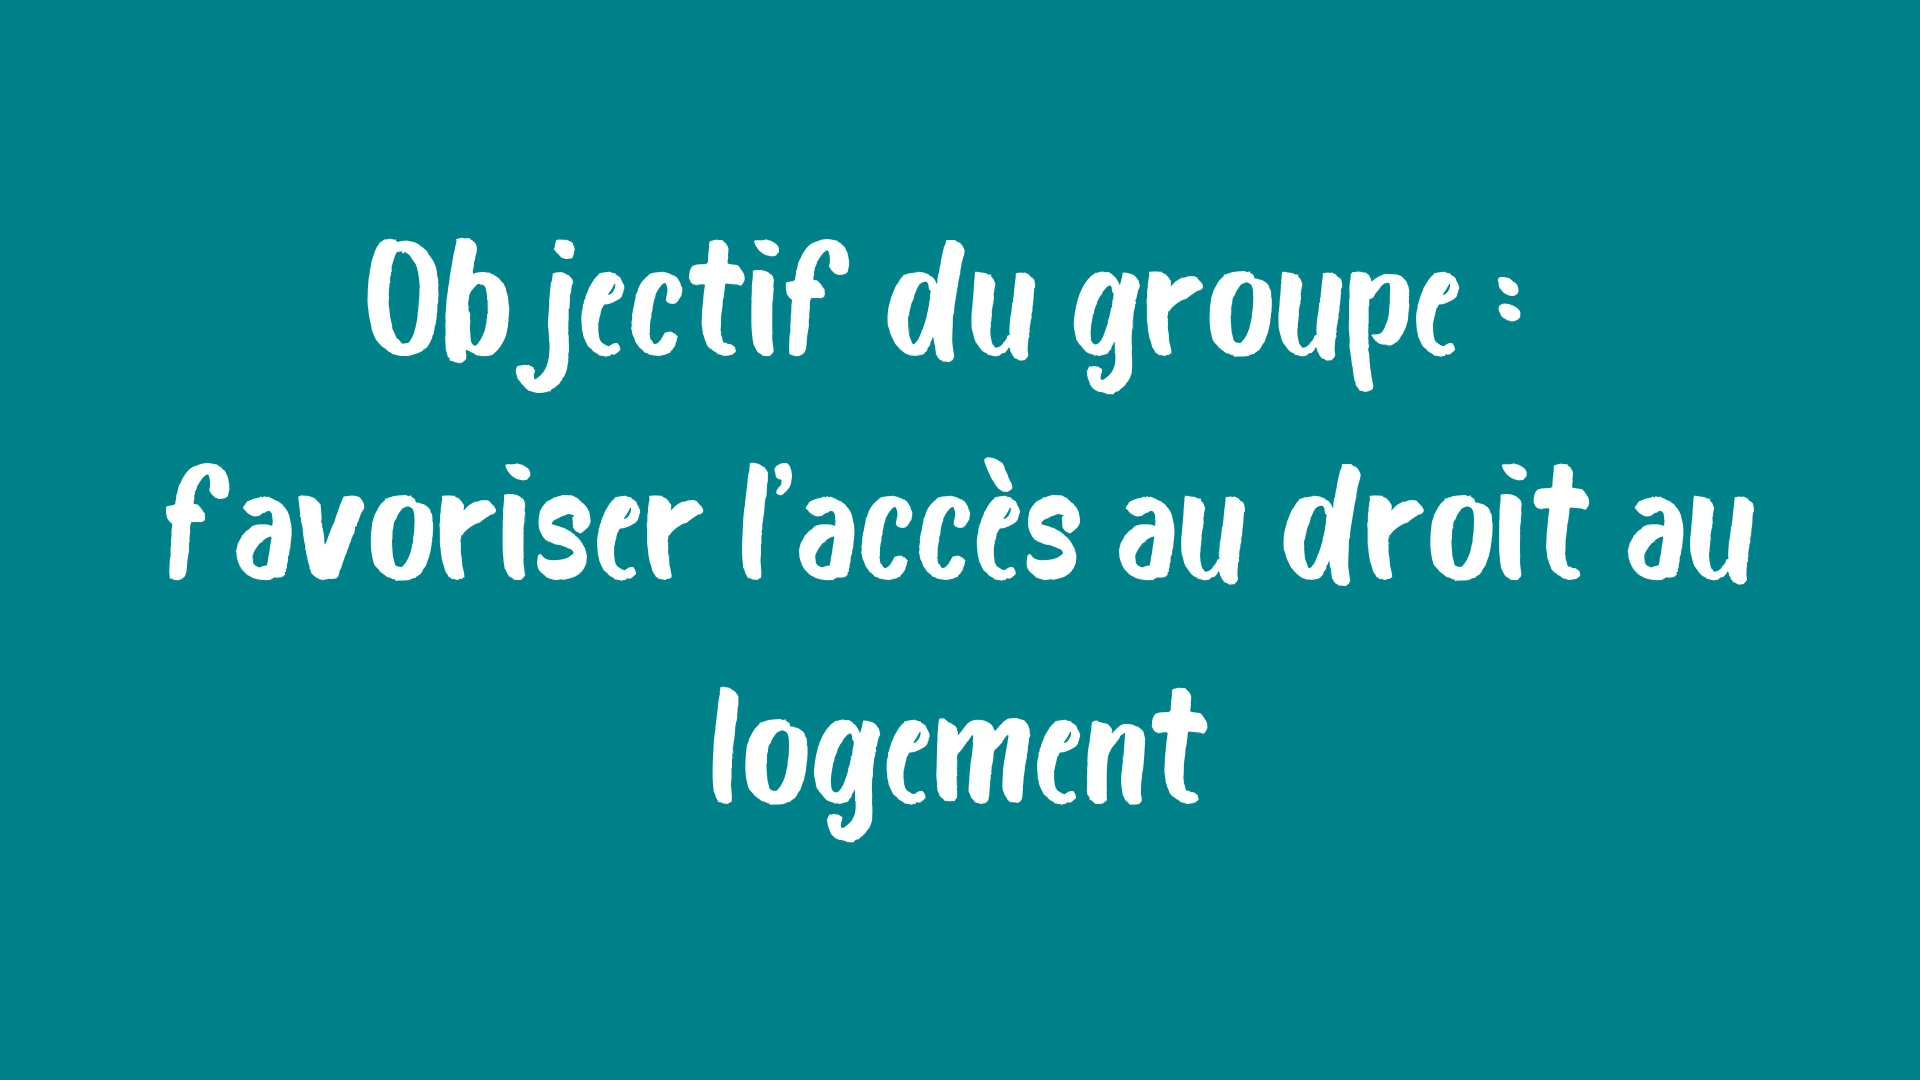 Objectif du groupe :
favoriser l’accès au droit au
logement